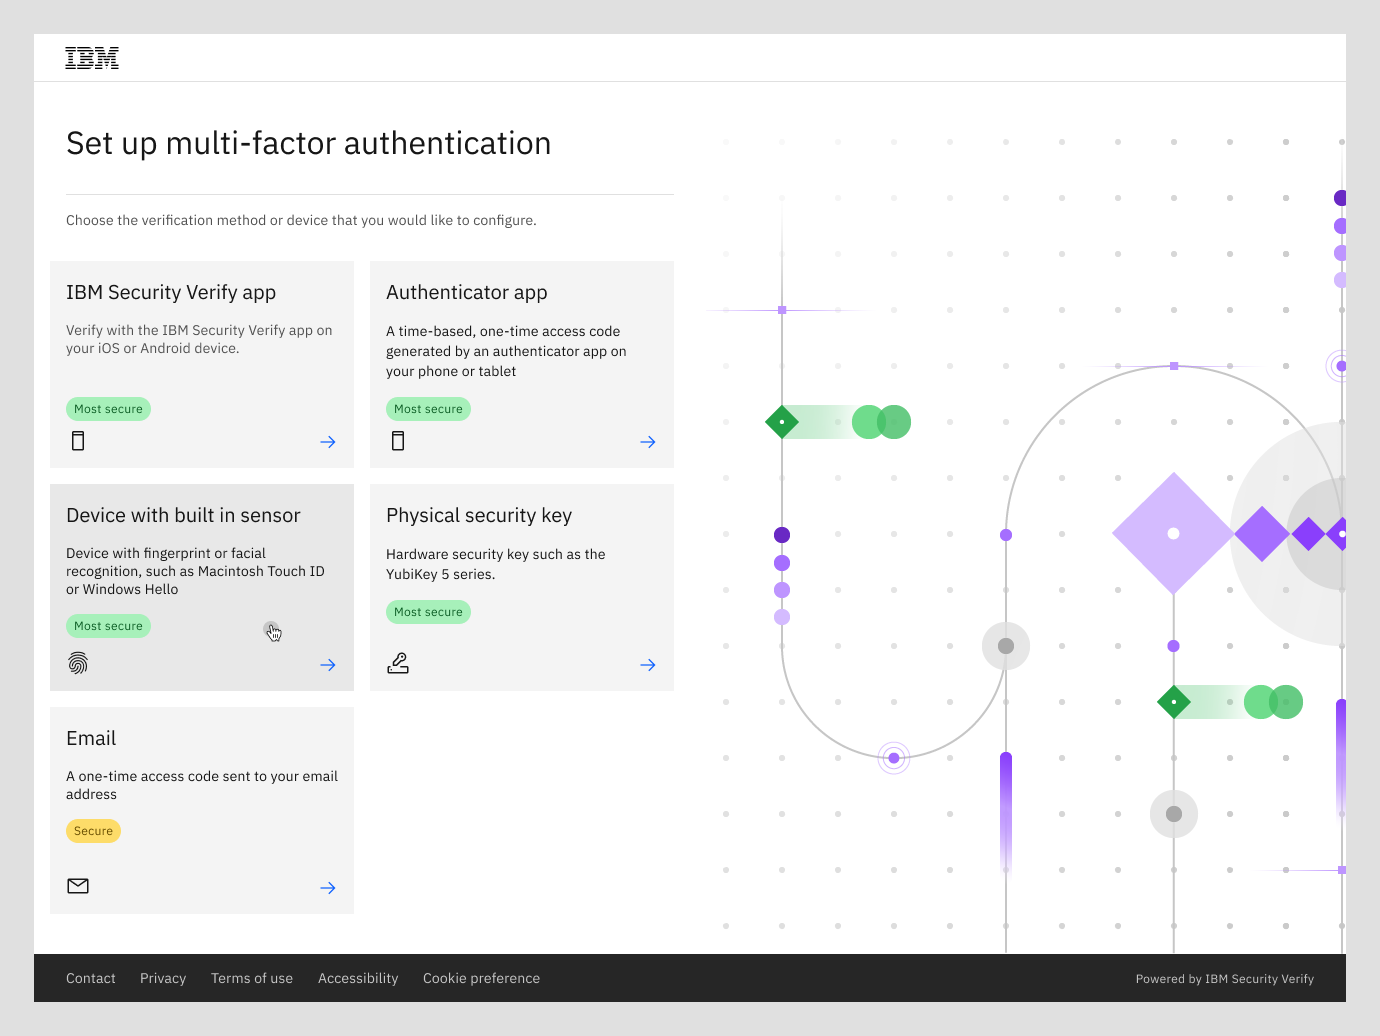 IBM
Set up multi-factor authentication
Choose the verification method or device that you would like to configure.
IBM Security Verify app
Verify with the IBM Security Verify app on
your iOS or Android device.
Most secure
Authenticator app
A time-based, one-time access code
generated by an authenticator app on
your phone or tablet
Most secure
Device with built in sensor
Device with fingerprint or facial
recognition, such as Macintosh Touch ID
or Windows Hello
Most secure
Physical security key
Hardware security key such as the
YubiKey 5 series.
Most secure
Email
A one-time access code sent to your email
address
Secure
Contact Privacy Terms of use Accessibility Cookie preference
Powered by IBM Security Verify